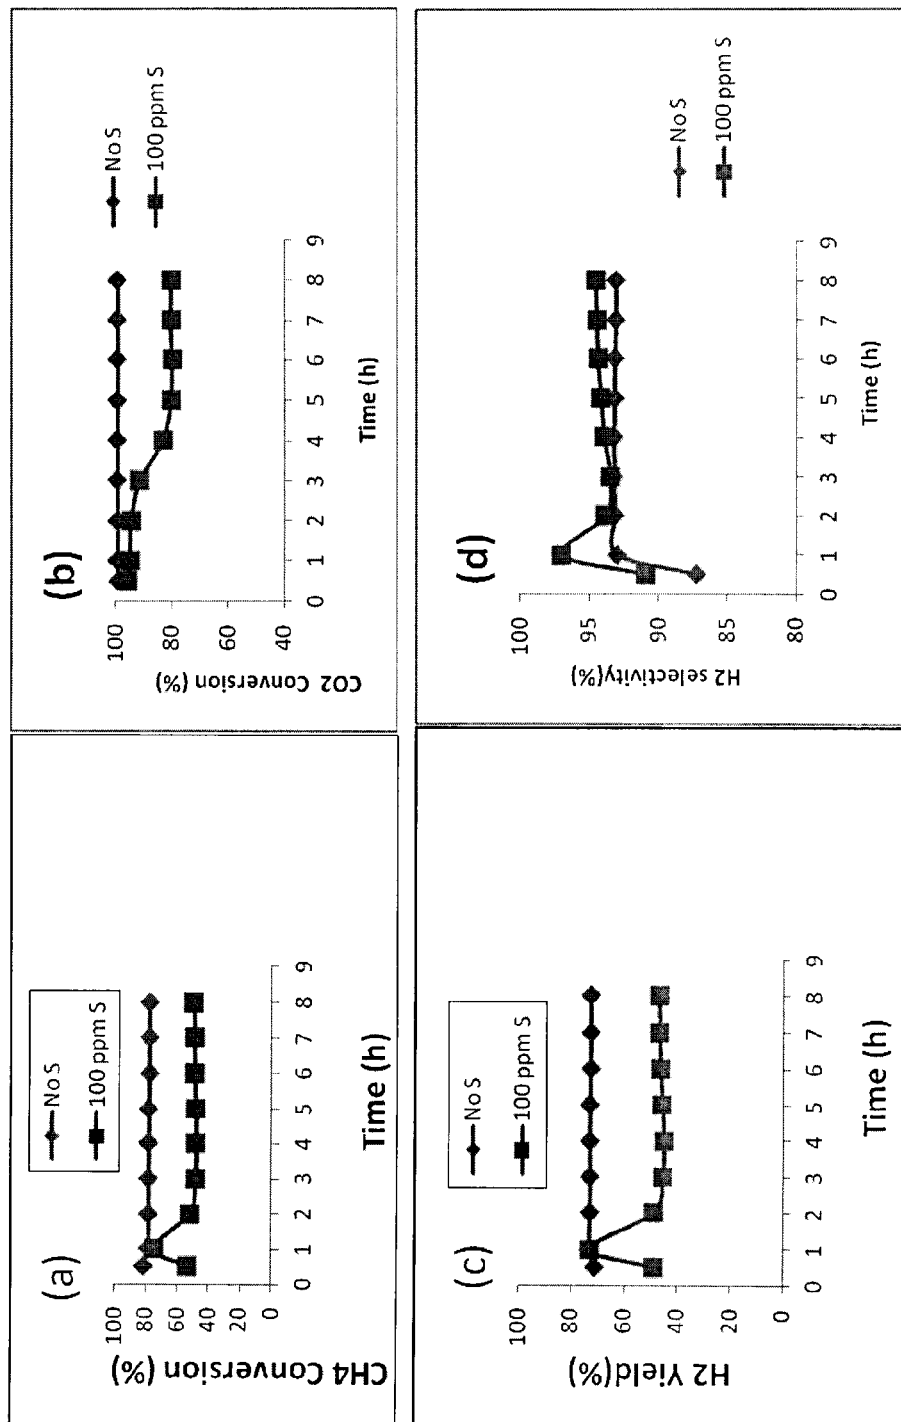 (a)
CH4 Conversion (%)
100
80
60
40
20
0
0 1 2 3 4 5 6 7 8 9
Time (h)
No S
100 ppm S
(b)
CO2 Conversion (%)
100
80
60
40
0 1 2 3 4 5 6 7 8 9
Time (h)
No S
100 ppm S
(c)
H2 Yield(%)
100
80
60
40
20
0
0 1 2 3 4 5 6 7 8 9
Time (h)
No S
100 ppm S
(d)
H2 selectivity(%)
100
95
90
85
80
0 1 2 3 4 5 6 7 8 9
Time (h)
No S
100 ppm S